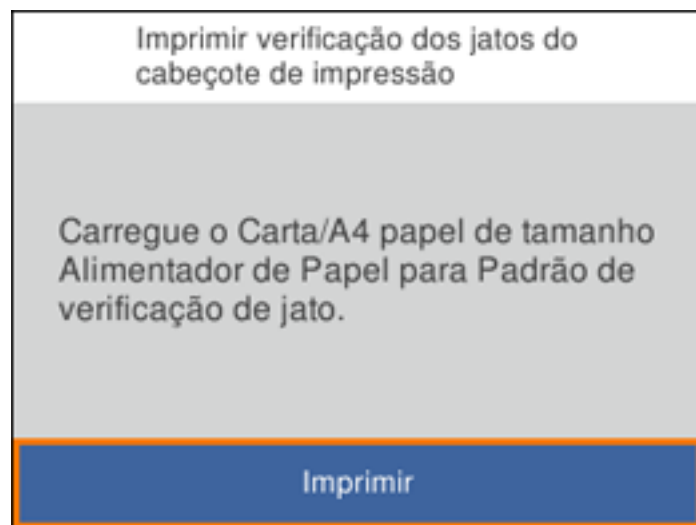 Imprimir verificação dos jatos do
cabeçote de impressão
Carregue o Carta/A4 papel de tamanho
Alimentador de Papel para Padrão de
verificação de jato.
Imprimir